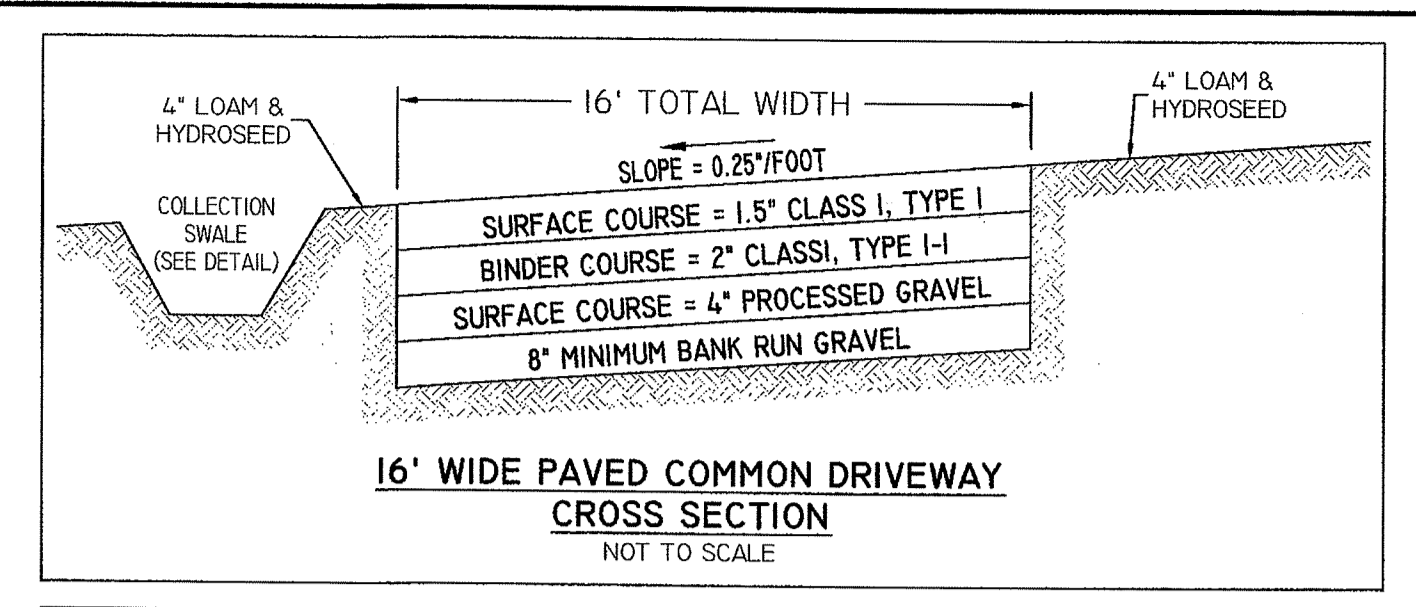 4" LOAM &
HYDROSEED
16' TOTAL WIDTH
4" LOAM &
HYDROSEED
SLOPE = 0.25"/FOOT
COLLECTION
SWALE
(SEE DETAIL)
SURFACE COURSE = 1.5" CLASS I, TYPE I
BINDER COURSE = 2" CLASSI, TYPE I-I
SURFACE COURSE = 4" PROCESSED GRAVEL
8" MINIMUM BANK RUN GRAVEL
16' WIDE PAVED COMMON DRIVEWAY
CROSS SECTION
NOT TO SCALE